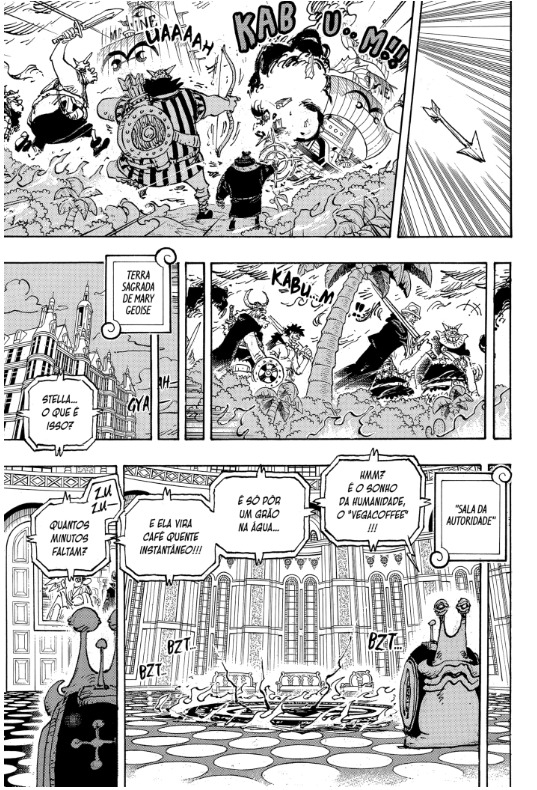 KAB
U..M!!
UAAAAH
KABU...M
!!
TERRA
SAGRADA
DE MARY
GEOISE
AH-
GYA
STELLA...
O QUE É
ISSO?
"SALA DA
AUTORIDADE"
HMM?
É O SONHO
DA HUMANIDADE,
O "VEGACOFFEE"
!!!
É SÓ PÔR
UM GRÃO
NA ÁGUA...
E ELA VIRA
CAFÉ QUENTE
INSTANTÂNEO!!!
BZT...
BZT...
BZT...
ZU
ZU-
QUANTOS
MINUTOS
FALTAM?